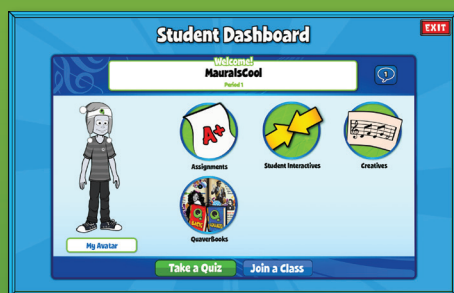 EXIT
Student Dashboard
Welcome!
MauraIsCool
Period 1
1
A+
Assignments
Student Interactives
Creatives
QuaverBooks
My Avatar
Take a Quiz
Join a Class